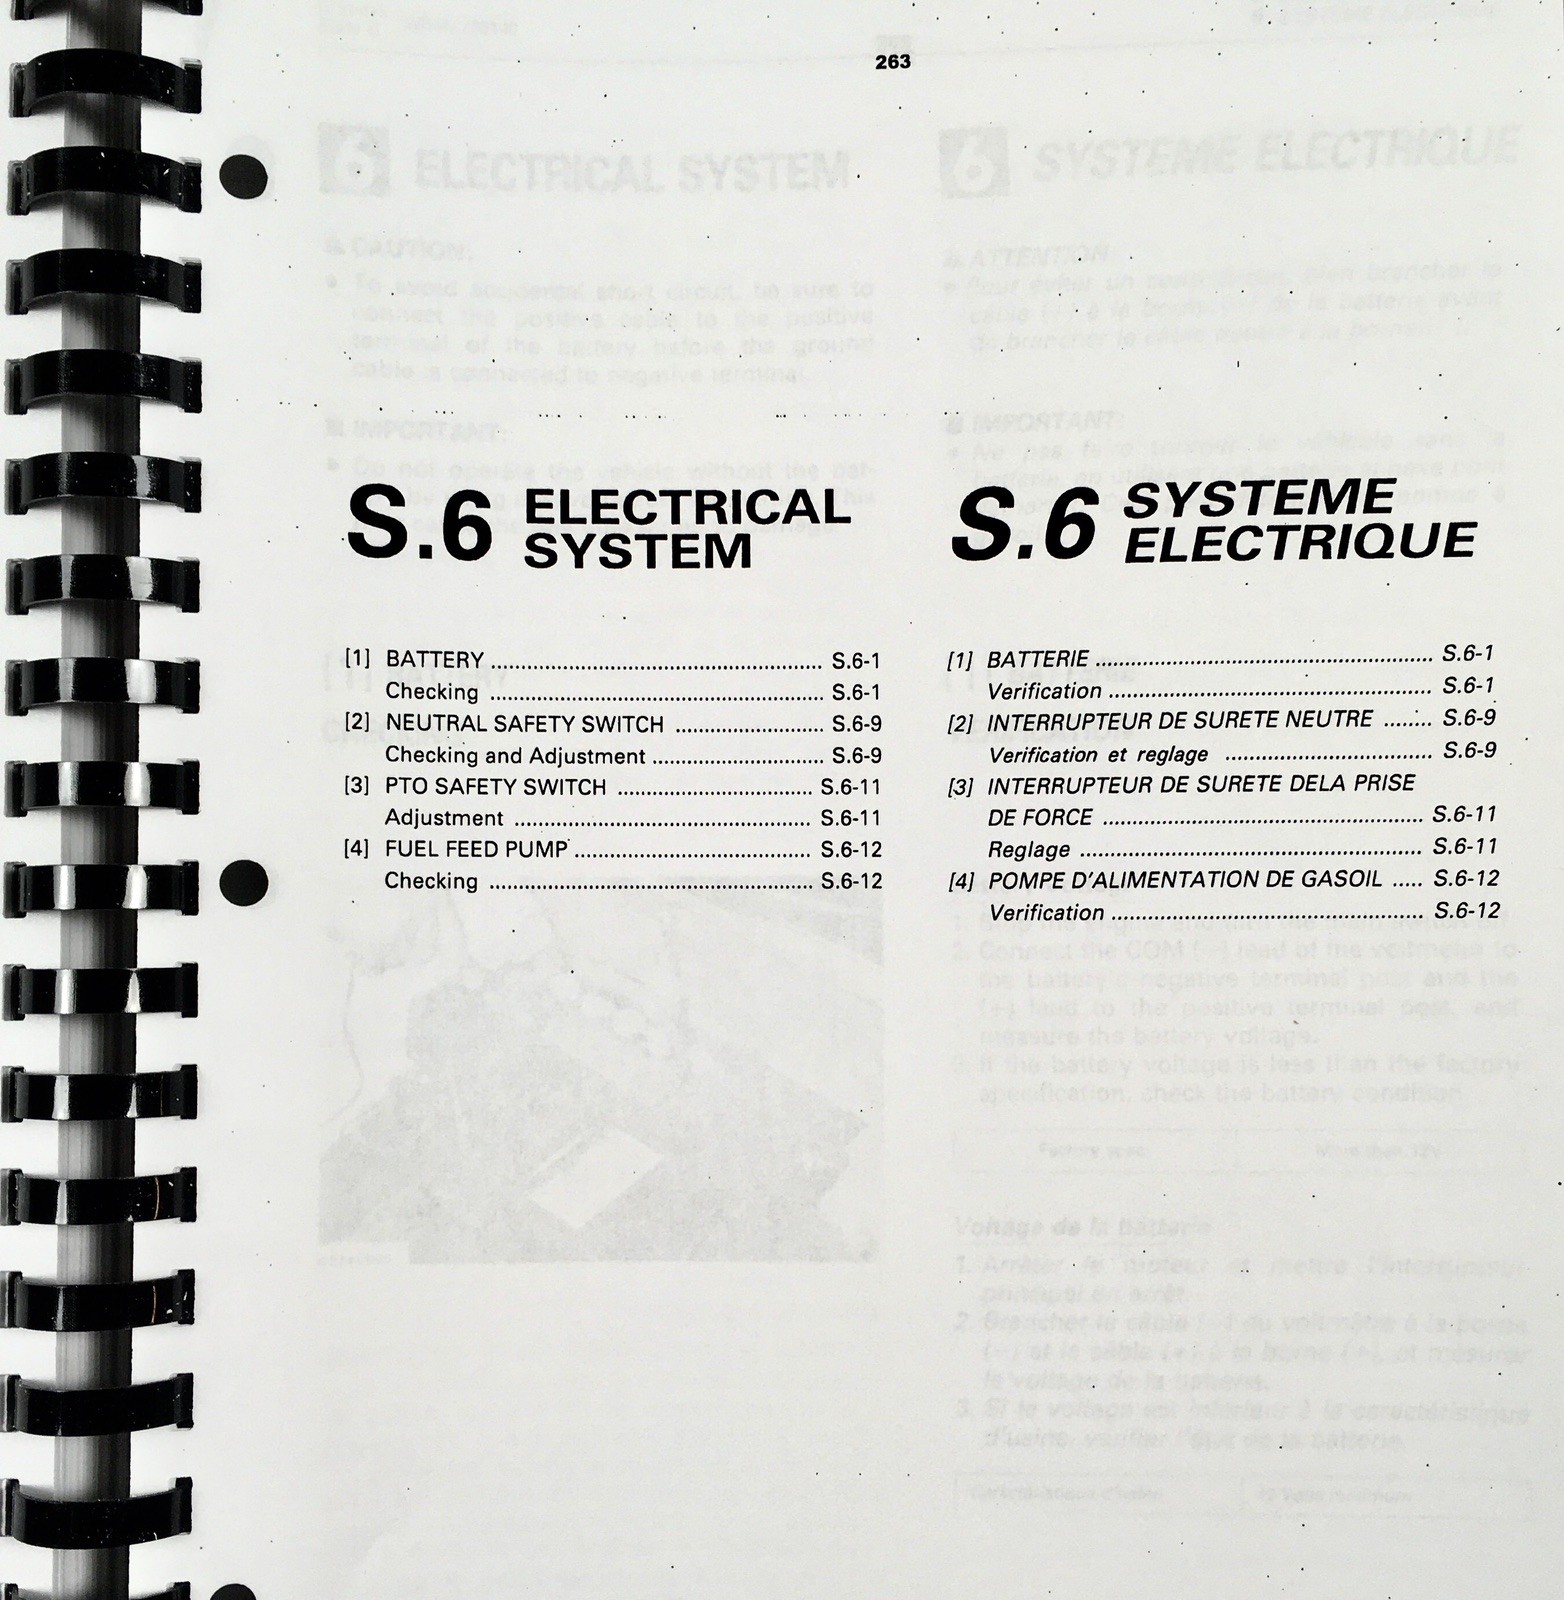 263
S.6 ELECTRICAL
SYSTEM
[1] BATTERY ........ S.6-1
Checking ........ S.6-1
[2] NEUTRAL SAFETY SWITCH ........ S.6-9
Checking and Adjustment ........ S.6-9
[3] PTO SAFETY SWITCH ........ S.6-11
Adjustment ........ S.6-11
[4] FUEL FEED PUMP ........ S.6-12
Checking ........ S.6-12
S.6 SYSTEME
ELECTRIQUE
[1] BATTERIE ........ S.6-1
Verification ........ S.6-1
[2] INTERRUPTEUR DE SURETE NEUTRE ........ S.6-9
Verification et reglage ........ S.6-9
[3] INTERRUPTEUR DE SURETE DELA PRISE
DE FORCE ........ S.6-11
Reglage ........ S.6-11
[4] POMPE D'ALIMENTATION DE GASOIL ..... S.6-12
Verification ........ S.6-12